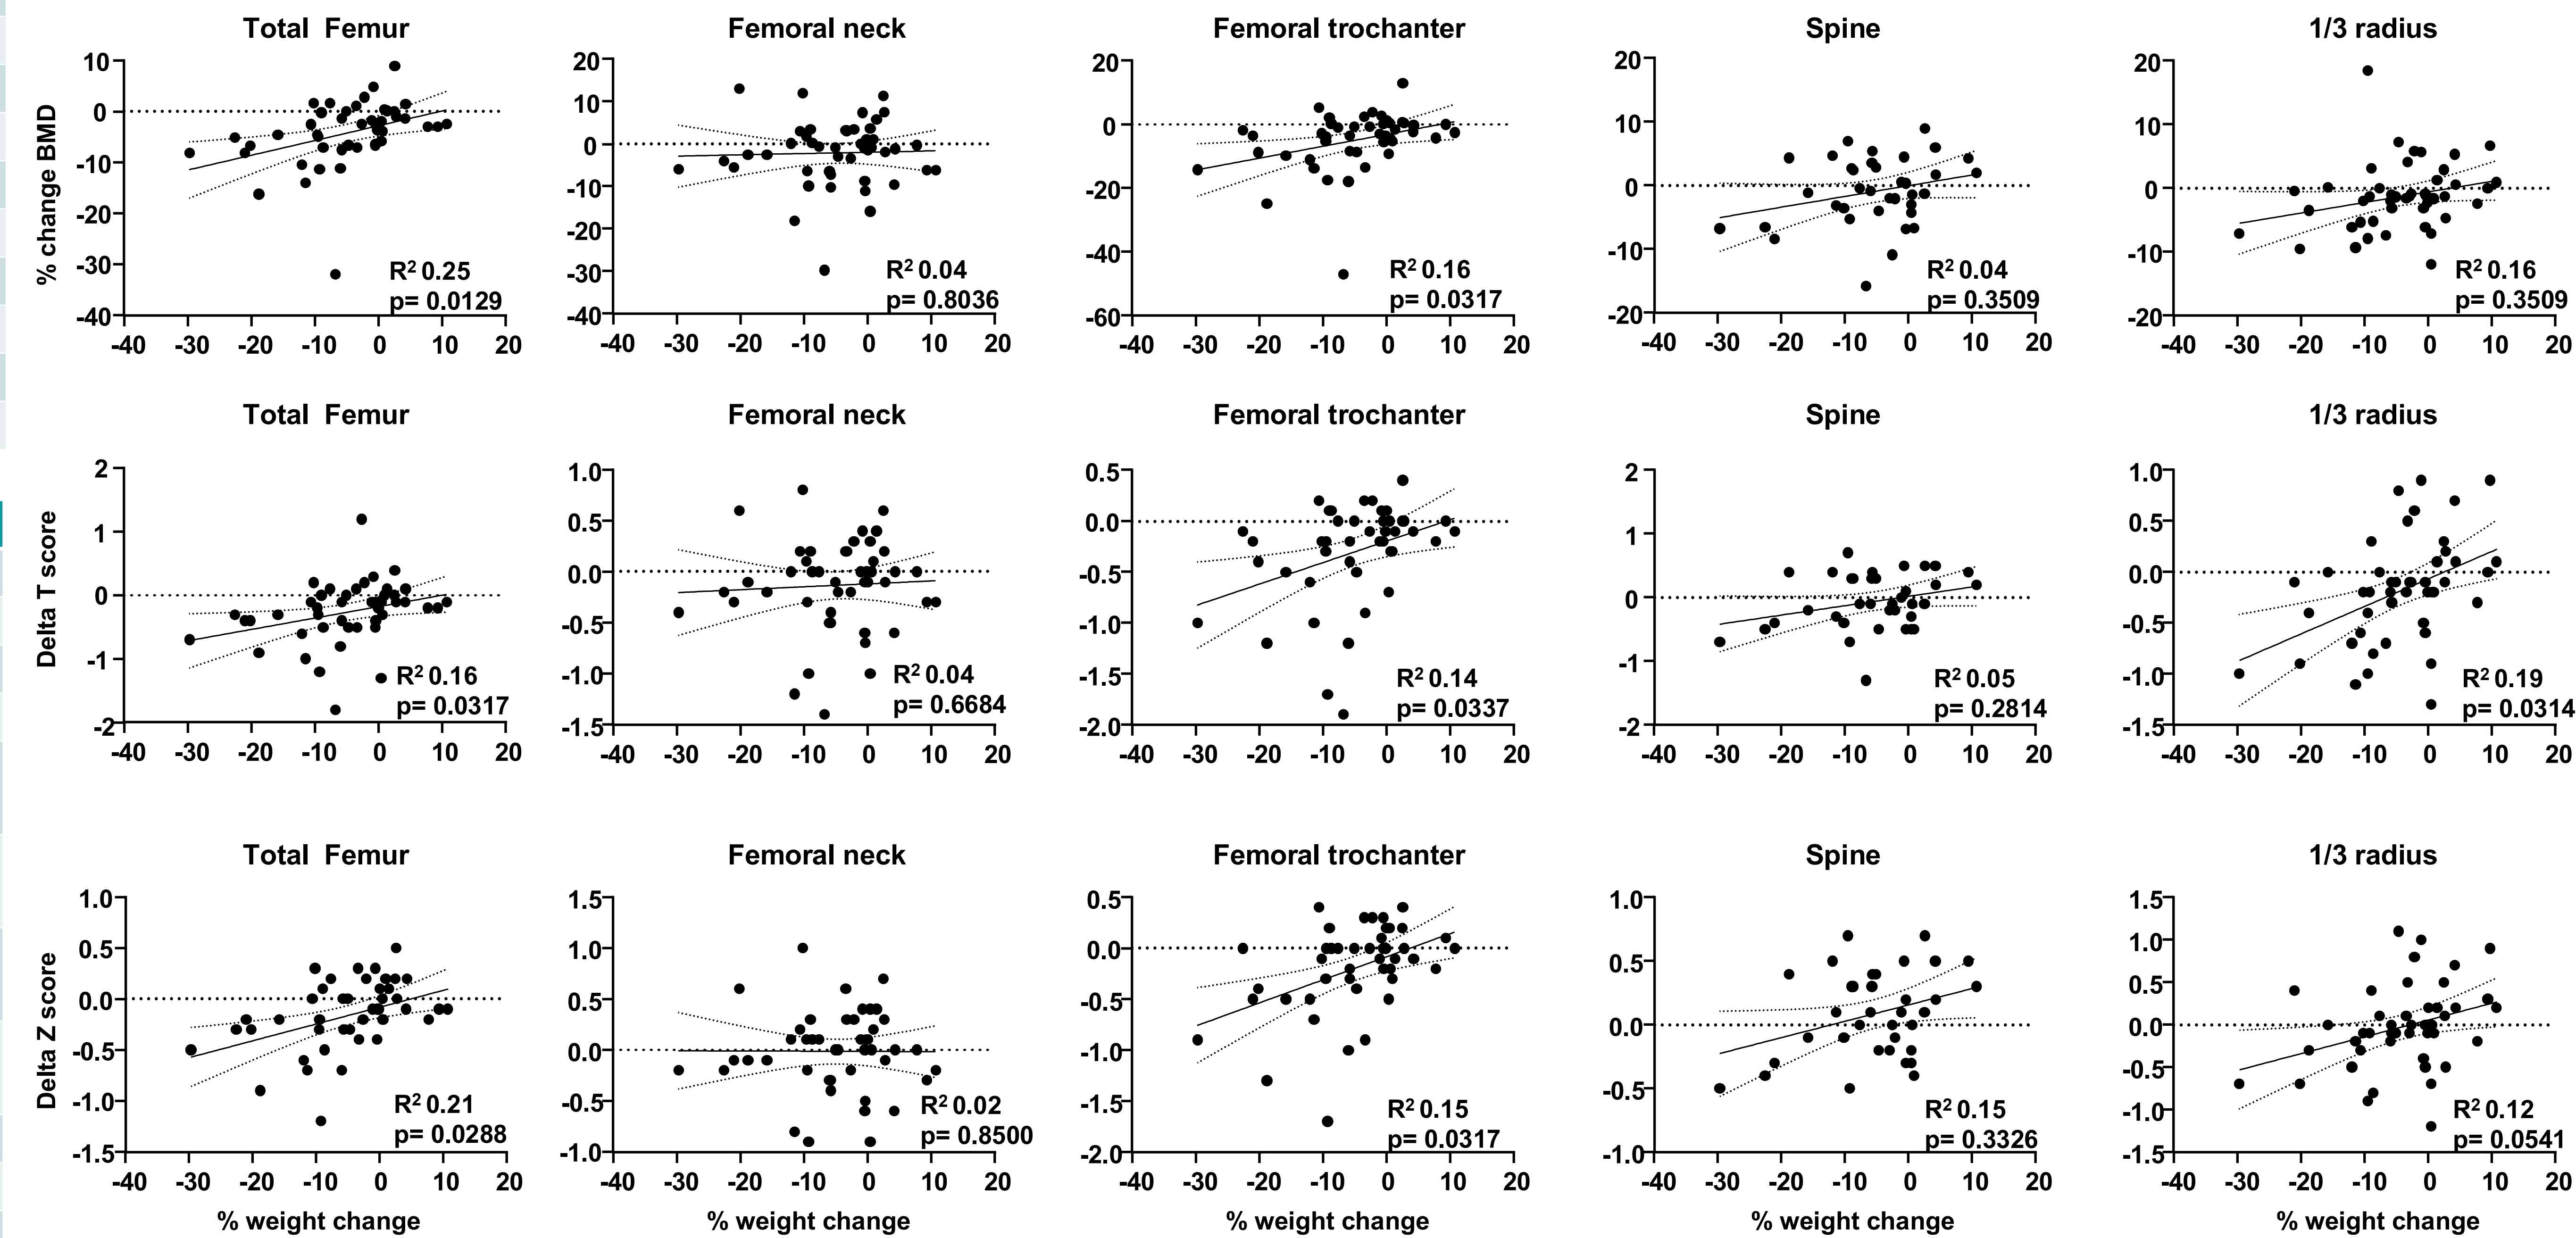 Total Femur
Femoral neck
Femoral trochanter
Spine
1/3 radius
% change BMD
10
0
-10
-20
-30
-40
-40 -30 -20 -10 0 10 20
R² 0.25
p= 0.0129
20
10
0
-10
-20
-30
-40
-40 -30 -20 -10 0 10 20
R² 0.04
p= 0.8036
20
0
-20
-40
-60
-40 -30 -20 -10 0 10 20
R² 0.16
p= 0.0317
20
10
0
-10
-20
-40 -30 -20 -10 0 10 20
R² 0.04
p= 0.3509
20
10
0
-10
-20
-40 -30 -20 -10 0 10 20
R² 0.16
p= 0.3509
Total Femur
Femoral neck
Femoral trochanter
Spine
1/3 radius
Delta T score
2
1
0
-1
-2
-40 -30 -20 -10 0 10 20
R² 0.16
p= 0.0317
1.0
0.5
0.0
-0.5
-1.0
-1.5
-40 -30 -20 -10 0 10 20
R² 0.04
p= 0.6684
0.5
0.0
-0.5
-1.0
-1.5
-2.0
-40 -30 -20 -10 0 10 20
R² 0.14
p= 0.0337
2
1
0
-1
-2
-40 -30 -20 -10 0 10 20
R² 0.05
p= 0.2814
1.0
0.5
0.0
-0.5
-1.0
-1.5
-40 -30 -20 -10 0 10 20
R² 0.19
p= 0.0314
Total Femur
Femoral neck
Femoral trochanter
Spine
1/3 radius
Delta Z score
1.0
0.5
0.0
-0.5
-1.0
-1.5
-40 -30 -20 -10 0 10 20
R² 0.21
p= 0.0288
% weight change
1.5
1.0
0.5
0.0
-0.5
-1.0
-40 -30 -20 -10 0 10 20
R² 0.02
p= 0.8500
% weight change
0.5
0.0
-0.5
-1.0
-1.5
-2.0
-40 -30 -20 -10 0 10 20
R² 0.15
p= 0.0317
% weight change
1.0
0.5
0.0
-0.5
-1.0
-40 -30 -20 -10 0 10 20
R² 0.15
p= 0.3326
% weight change
1.5
1.0
0.5
0.0
-0.5
-1.0
-1.5
-40 -30 -20 -10 0 10 20
R² 0.12
p= 0.0541
% weight change